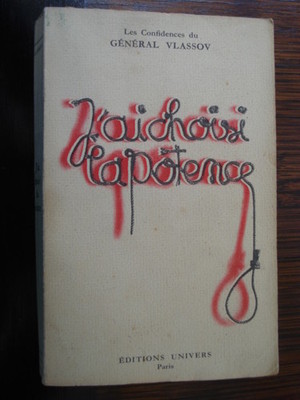 Les Confidences du
GÉNÉRAL VLASSOV
J'ai choisi
la potence
ÉDITIONS UNIVERS
Paris